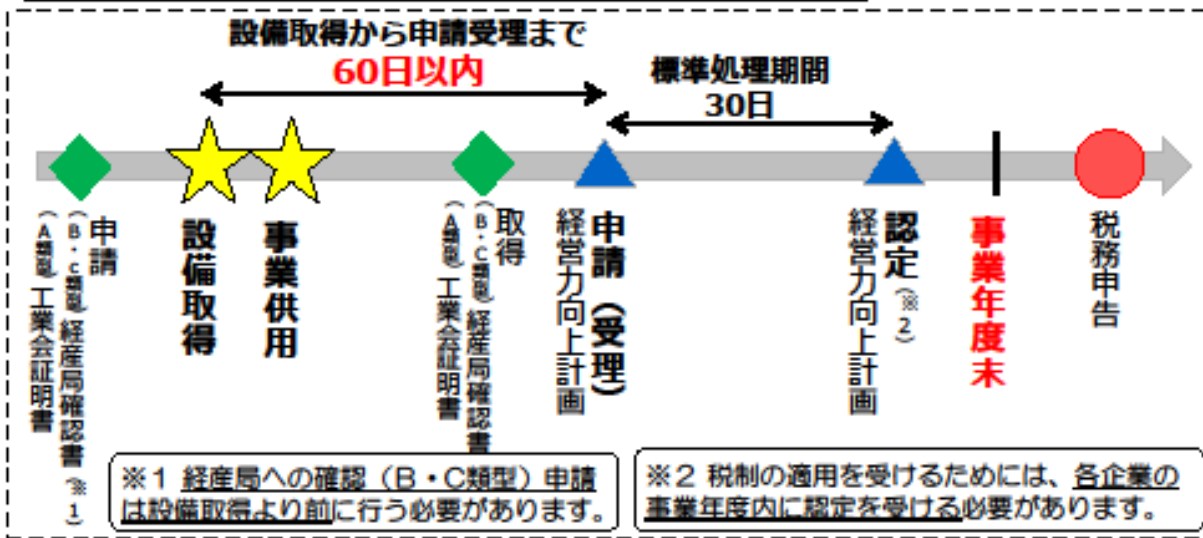 設備取得から申請受理まで
60日以内
標準処理期間
30日
申請
(B・C類型)経産局確認書(※1)
(A類型)工業会証明書
設備取得
事業供用
取得
(B・C類型)経産局確認書
(A類型)工業会証明書
申請(受理)
経営力向上計画
認定(※2)
経営力向上計画
事業年度末
税務申告
※1 経産局への確認(B・C類型)申請
は設備取得より前に行う必要があります。
※2 税制の適用を受けるためには、各企業の
事業年度内に認定を受ける必要があります。